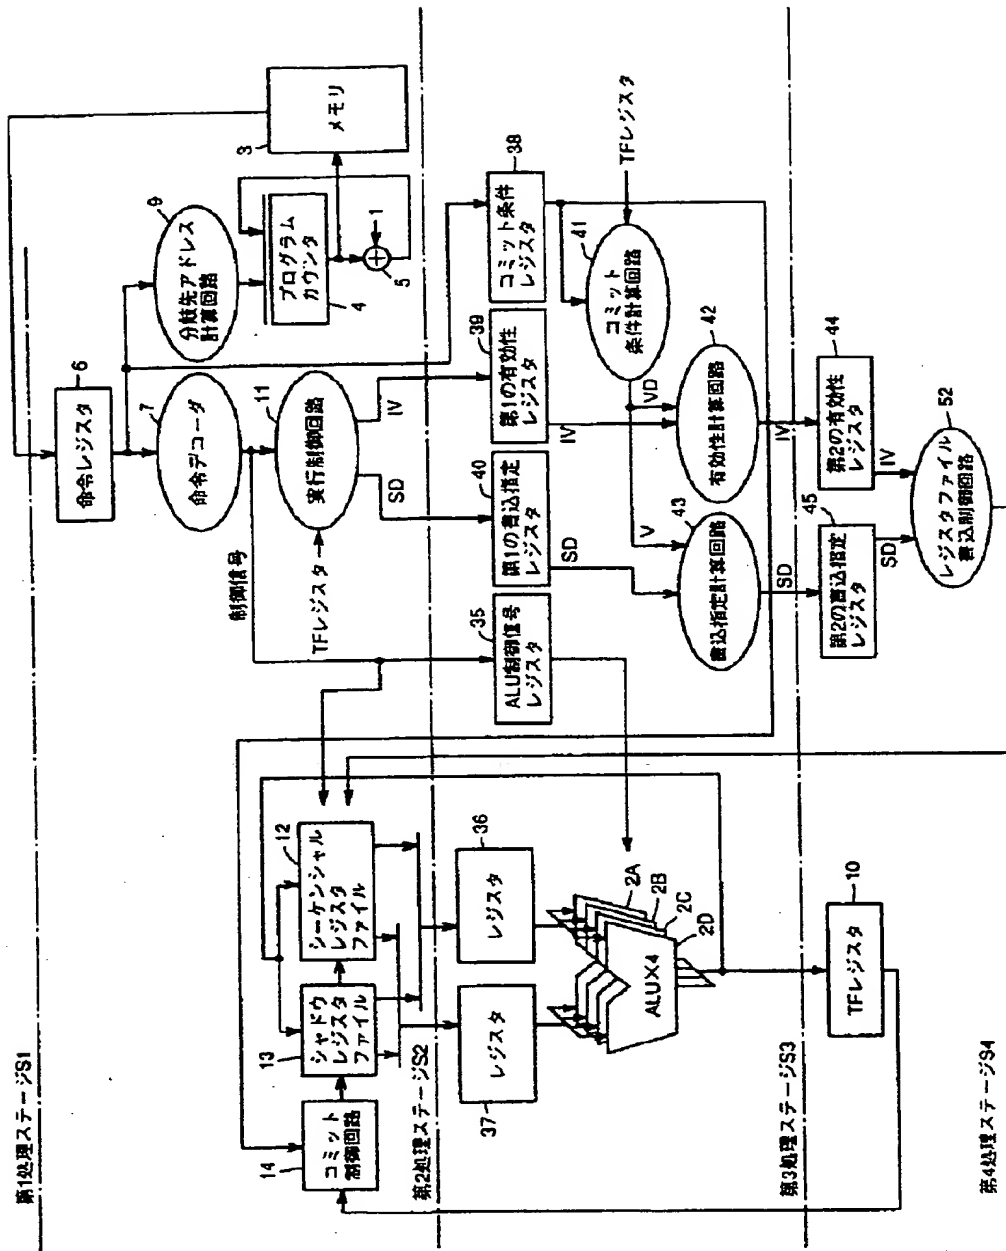 第1処理ステージS1
メモリ
3
9
分岐先アドレス
計算回路
プログラム
カウンタ
4
1
5
6
命令レジスタ
7
命令デコーダ
制御信号
11
実行制御回路
TFレジスター
SD
IV
12
シーケンシャル
レジスタ
ファイル
13
シャドウ
レジスタ
ファイル
14
コミット
制御回路
第2処理ステージS2
36
レジスタ
37
レジスタ
35
ALU制御信号
レジスタ
40
第1の書込指定
レジスタ
SD
39
第1の有効性
レジスタ
IV
38
コミット条件
レジスタ
TFレジスタ
41
コミット
条件計算回路
V
VD
42
有効性計算回路
IV
43
書込指定計算回路
SD
2A
2B
2C
2D
ALUX4
第3処理ステージS3
10
TFレジスタ
45
第2の書込指定
レジスタ
SD
44
第2の有効性
レジスタ
IV
52
レジスタファイル
書込制御回路
第4処理ステージS4